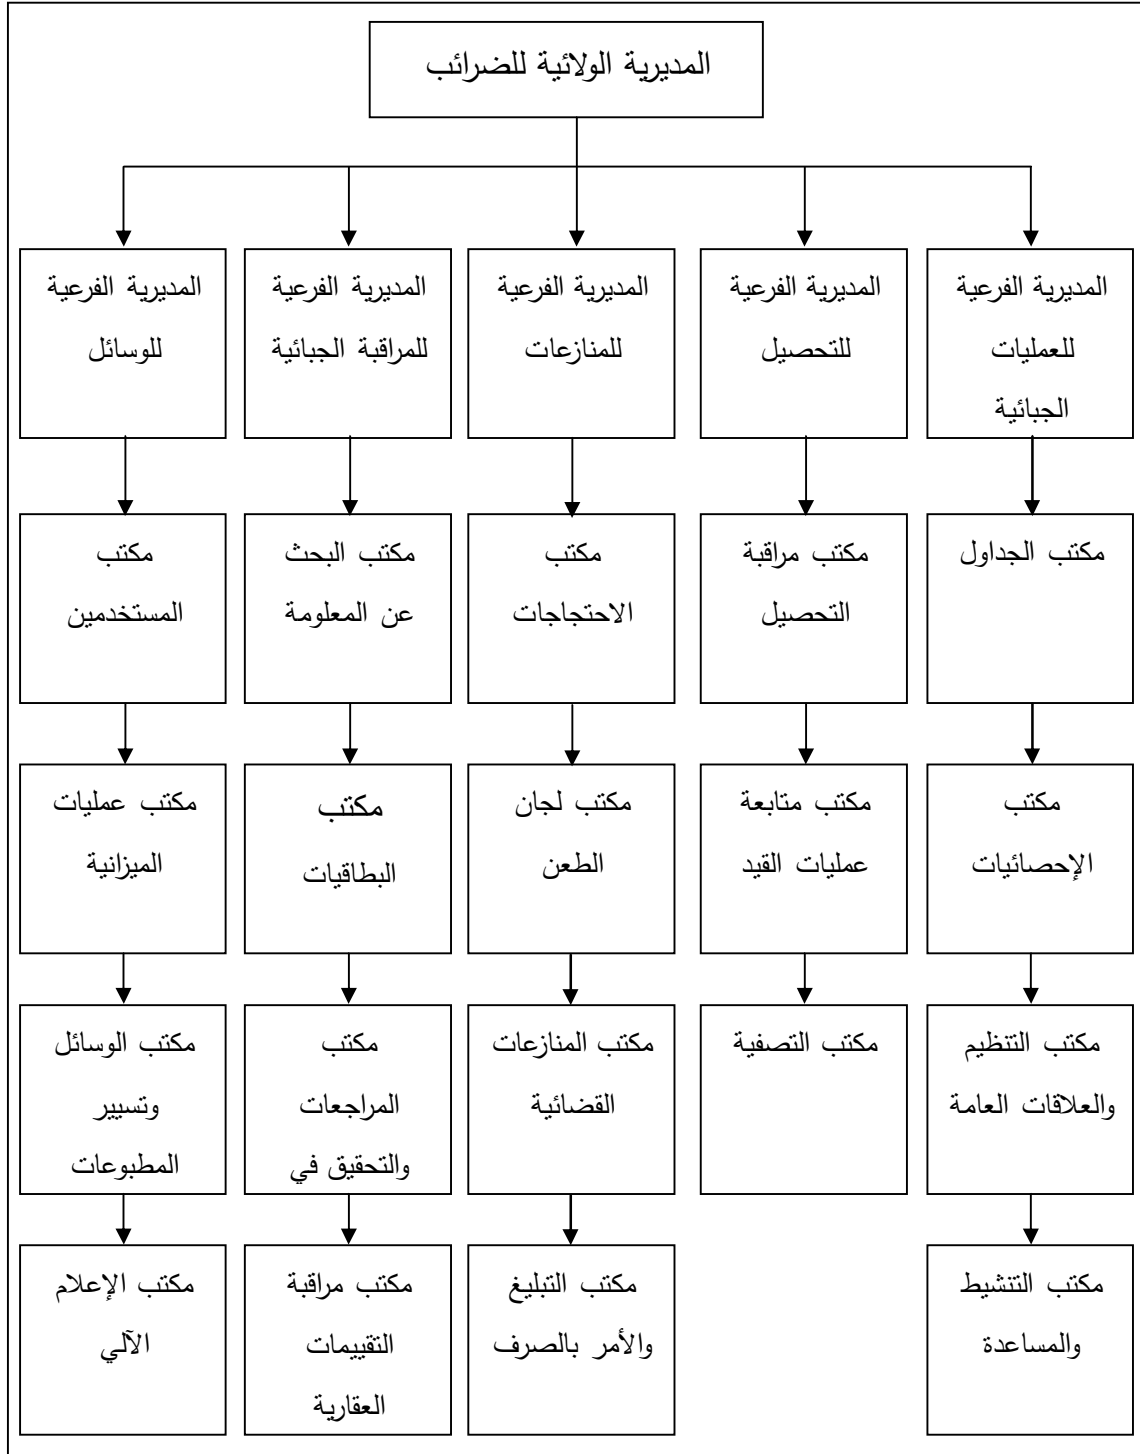 المديرية الولائية للضرائب
المديرية الفرعية
للعمليات
الجبائية
المديرية الفرعية
للتحصيل
المديرية الفرعية
للمنازعات
المديرية الفرعية
للمراقبة الجبائية
المديرية الفرعية
للوسائل
مكتب الجداول
مكتب مراقبة
التحصيل
مكتب
الاحتجاجات
مكتب البحث
عن المعلومة
مكتب
المستخدمين
مكتب
الإحصائيات
مكتب متابعة
عمليات القيد
مكتب لجان
الطعن
مكتب
البطاقيات
مكتب عمليات
الميزانية
مكتب التنظيم
والعلاقات العامة
مكتب التصفية
مكتب المنازعات
القضائية
مكتب
المراجعات
والتحقيق في
مكتب الوسائل
وتسيير
المطبوعات
مكتب التنشيط
والمساعدة
مكتب التبليغ
والأمر بالصرف
مكتب مراقبة
التقييمات
العقارية
مكتب الإعلام
الآلي